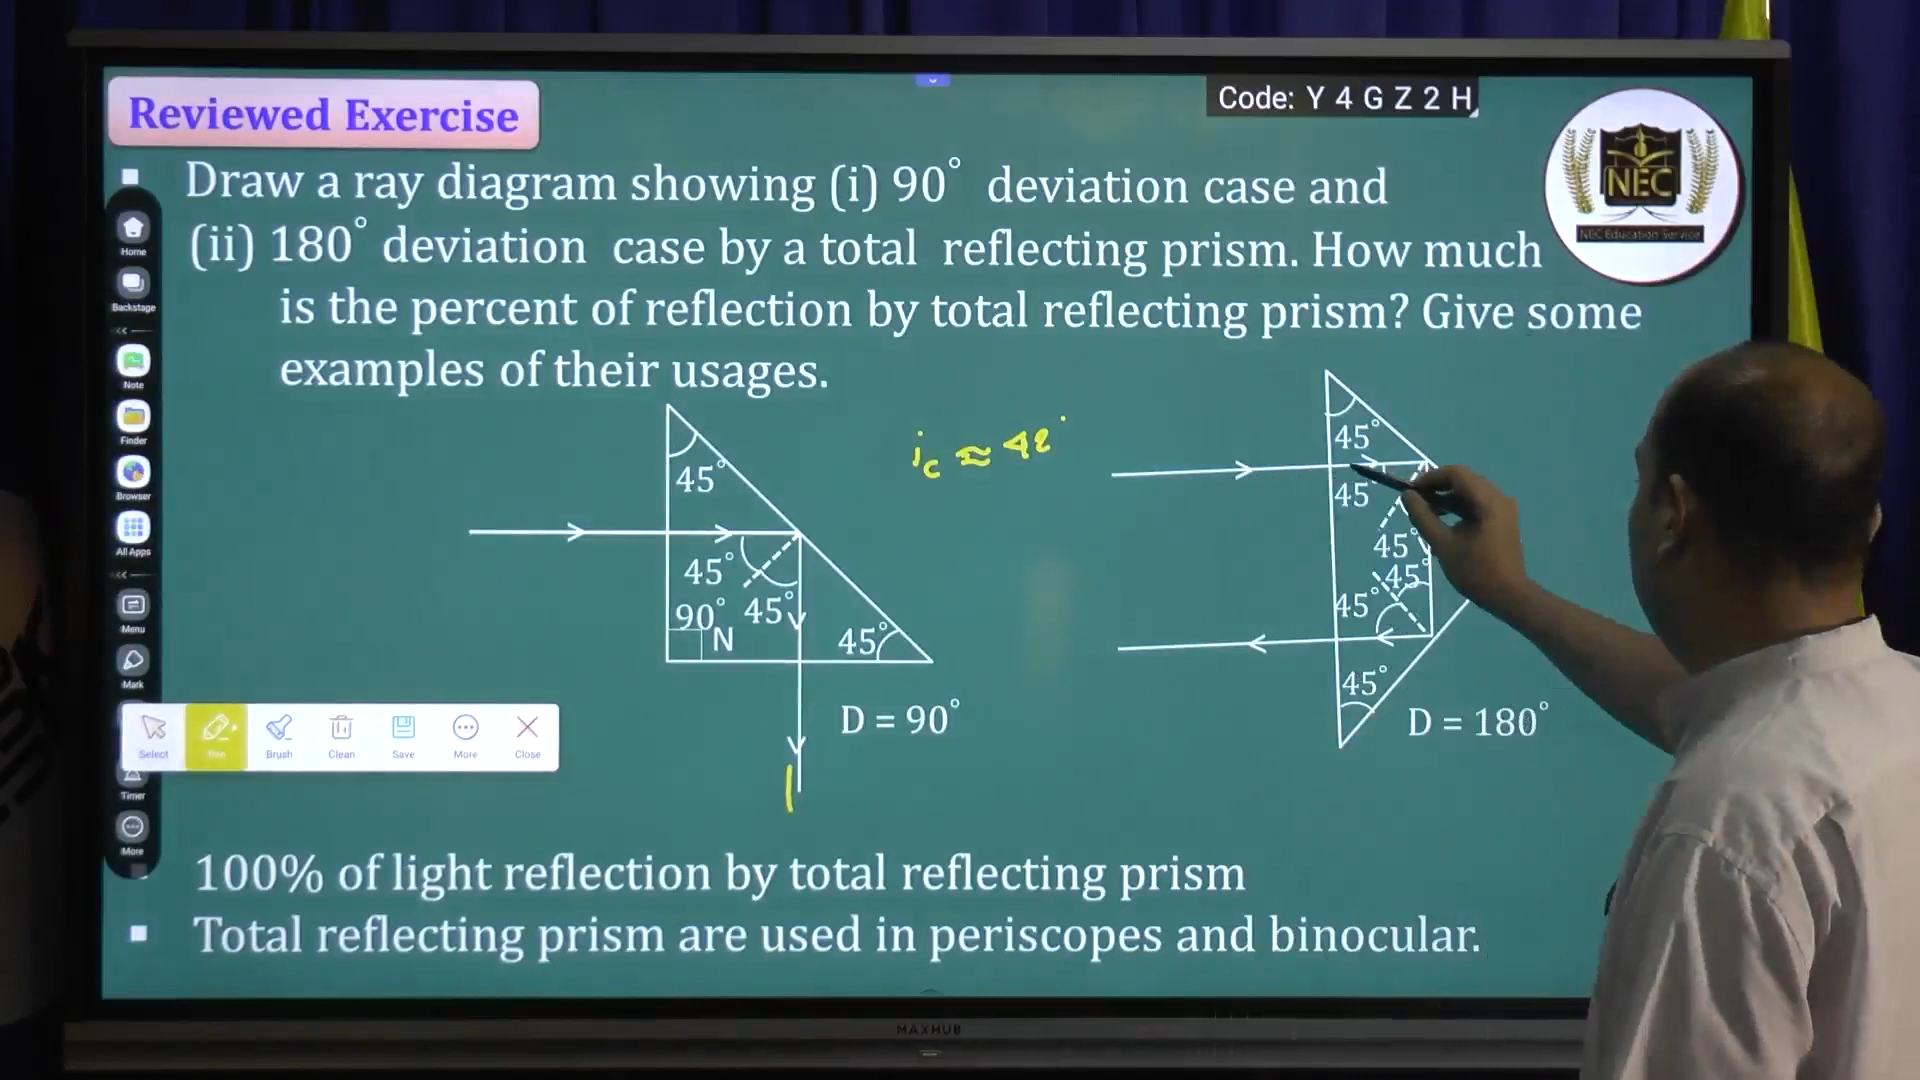 Reviewed Exercise
Code: Y 4 G Z 2 H
NEC
NEC Education Service
▪ Draw a ray diagram showing (i) 90° deviation case and
(ii) 180° deviation case by a total reflecting prism. How much
is the percent of reflection by total reflecting prism? Give some
examples of their usages.
45°
45°
90°
N
45°
45°
D = 90°
i_c ≈ 42°
45°
45°
45°
45°
45°
45°
D = 180°
100% of light reflection by total reflecting prism
▪ Total reflecting prism are used in periscopes and binocular.
Home
Backstage
Note
Finder
Browser
All Apps
Menu
Mark
Timer
More
Select
Brush
Clean
Save
More
Close
MAXHUB